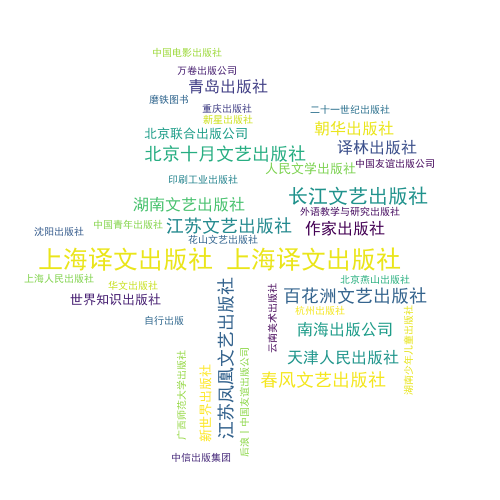 中国电影出版社
万卷出版公司
青岛出版社
磨铁图书
重庆出版社
二十一世纪出版社
新星出版社
朝华出版社
北京联合出版公司
译林出版社
北京十月文艺出版社
中国友谊出版公司
人民文学出版社
印刷工业出版社
长江文艺出版社
湖南文艺出版社
外语教学与研究出版社
中国青年出版社
江苏文艺出版社
作家出版社
沈阳出版社
花山文艺出版社
上海译文出版社
上海译文出版社
上海人民出版社
北京燕山出版社
华文出版社
世界知识出版社
百花洲文艺出版社
杭州出版社
自行出版
江苏凤凰文艺出版社
云南美术出版社
南海出版公司
湖南少年儿童出版社
天津人民出版社
广西师范大学出版社
新世界出版社
后浪丨中国友谊出版公司
春风文艺出版社
中信出版集团